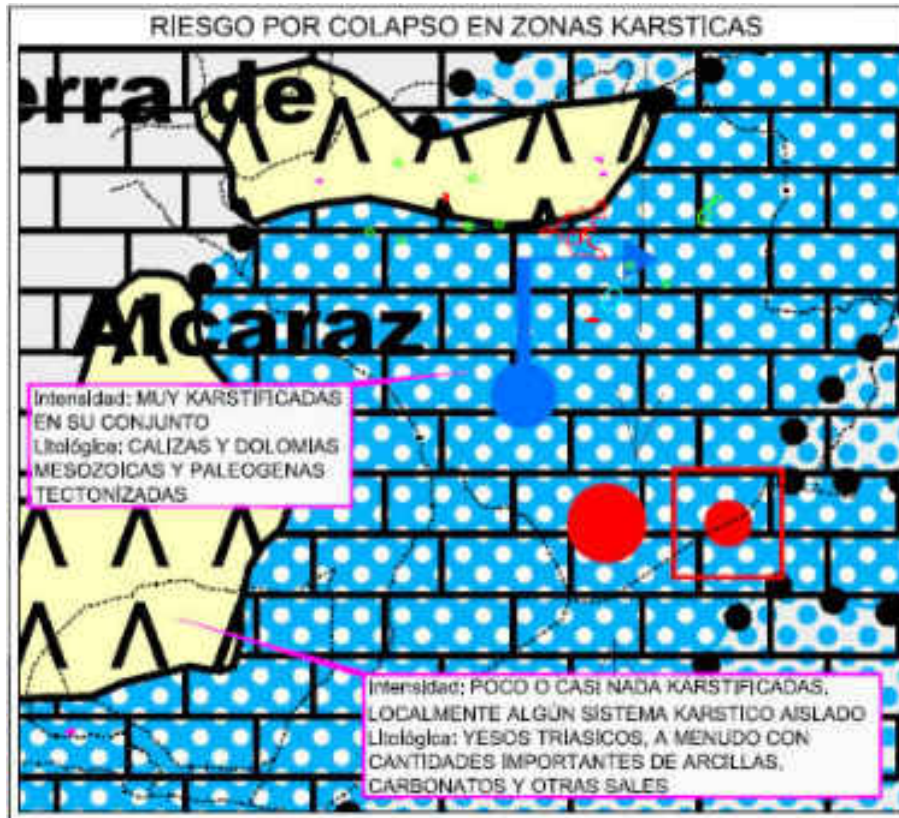 RIESGO POR COLAPSO EN ZONAS KARSTICAS
erra de
Alcaraz
Intensidad: MUY KARSTIFICADAS
EN SU CONJUNTO
Litológica: CALIZAS Y DOLOMIAS
MESOZOICAS Y PALEOGENAS
TECTONIZADAS
Intensidad: POCO O CASI NADA KARSTIFICADAS,
LOCALMENTE ALGÚN SISTEMA KARSTICO AISLADO
Litológica: YESOS TRIASICOS, A MENUDO CON
CANTIDADES IMPORTANTES DE ARCILLAS,
CARBONATOS Y OTRAS SALES